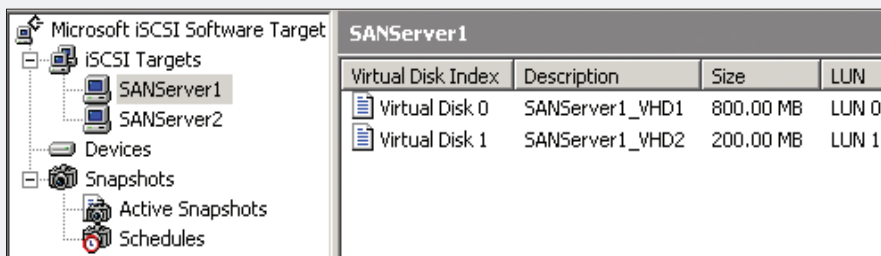 Microsoft iSCSI Software Target
iSCSI Targets
SANServer1
SANServer2
Devices
Snapshots
Active Snapshots
Schedules
SANServer1
Virtual Disk Index Description Size LUN
Virtual Disk 0 SANServer1_VHD1 800.00 MB LUN 0
Virtual Disk 1 SANServer1_VHD2 200.00 MB LUN 1